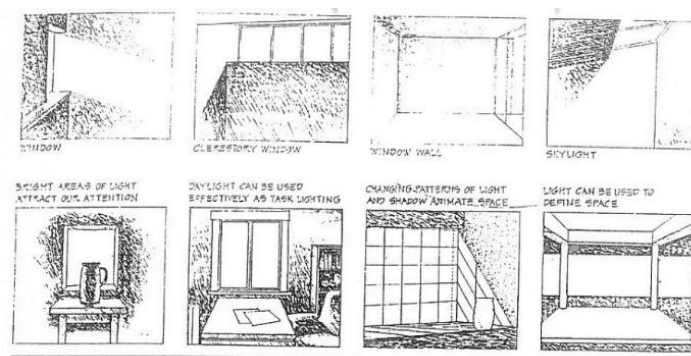 WINDOW
CLERESTORY WINDOW
WINDOW WALL
SKYLIGHT
BRIGHT AREAS OF LIGHT
ATTRACT OUR ATTENTION
DAYLIGHT CAN BE USED
EFFECTIVELY AS TASK LIGHTING
CHANGING PATTERNS OF LIGHT
AND SHADOW ANIMATE SPACE
LIGHT CAN BE USED TO
DEFINE SPACE